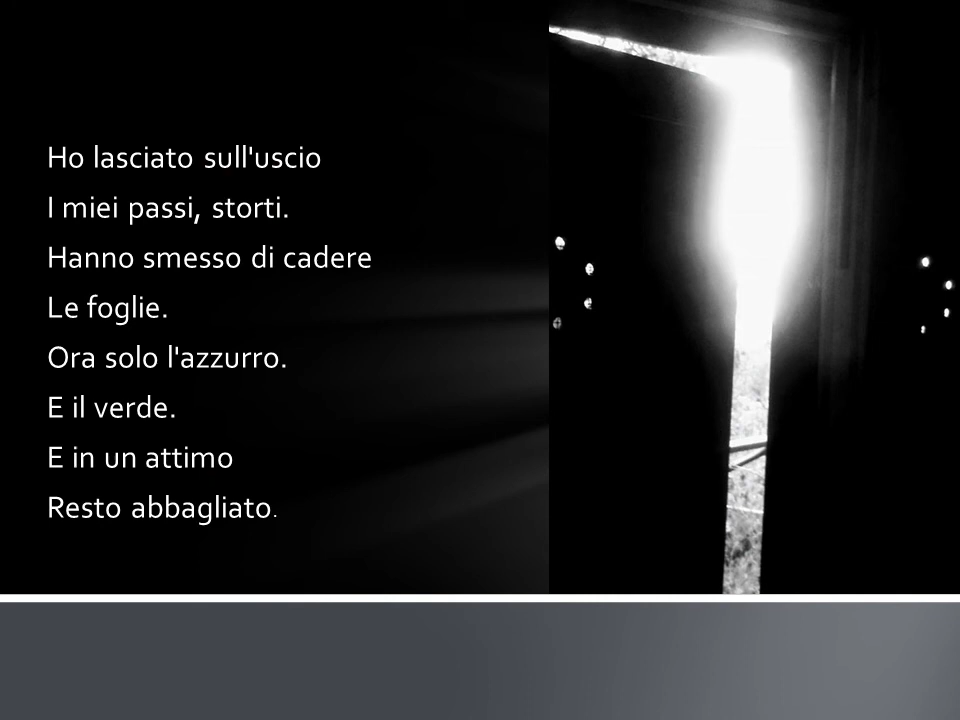 Ho lasciato sull'uscio
I miei passi, storti.
Hanno smesso di cadere
Le foglie.
Ora solo l'azzurro.
E il verde.
E in un attimo
Resto abbagliato.